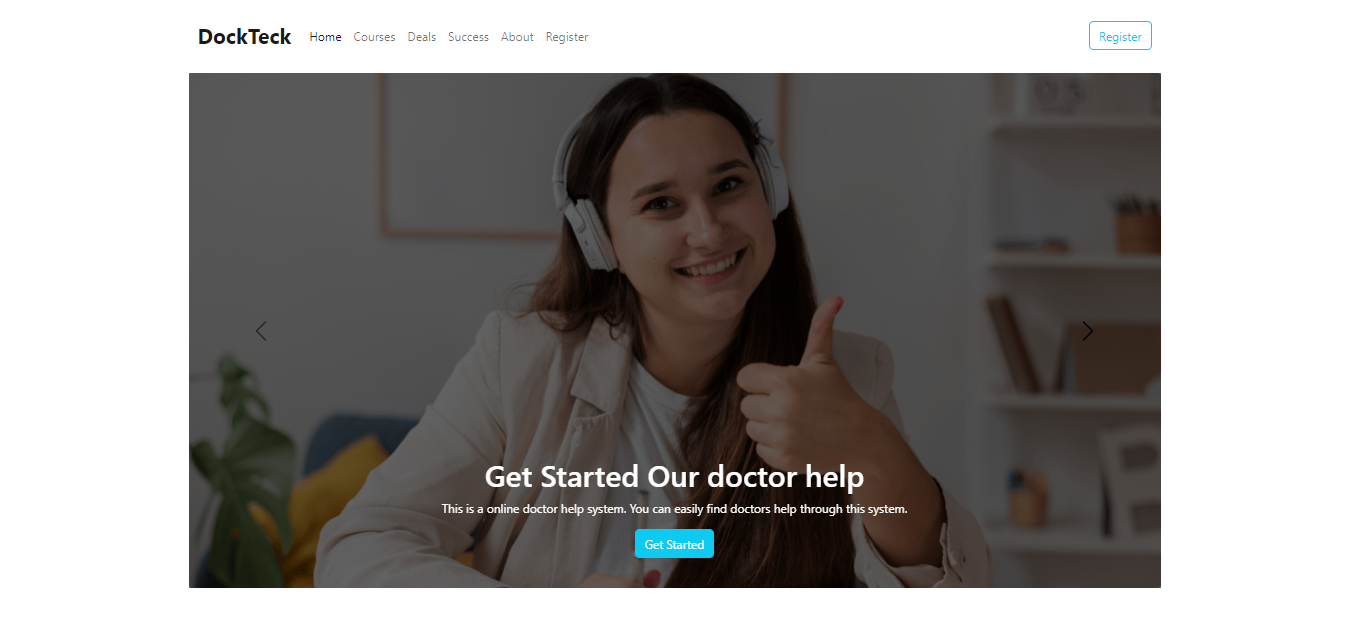 DockTeck Home Courses Deals Success About Register Register
Get Started Our doctor help
This is a online doctor help system. You can easily find doctors help through this system.
Get Started